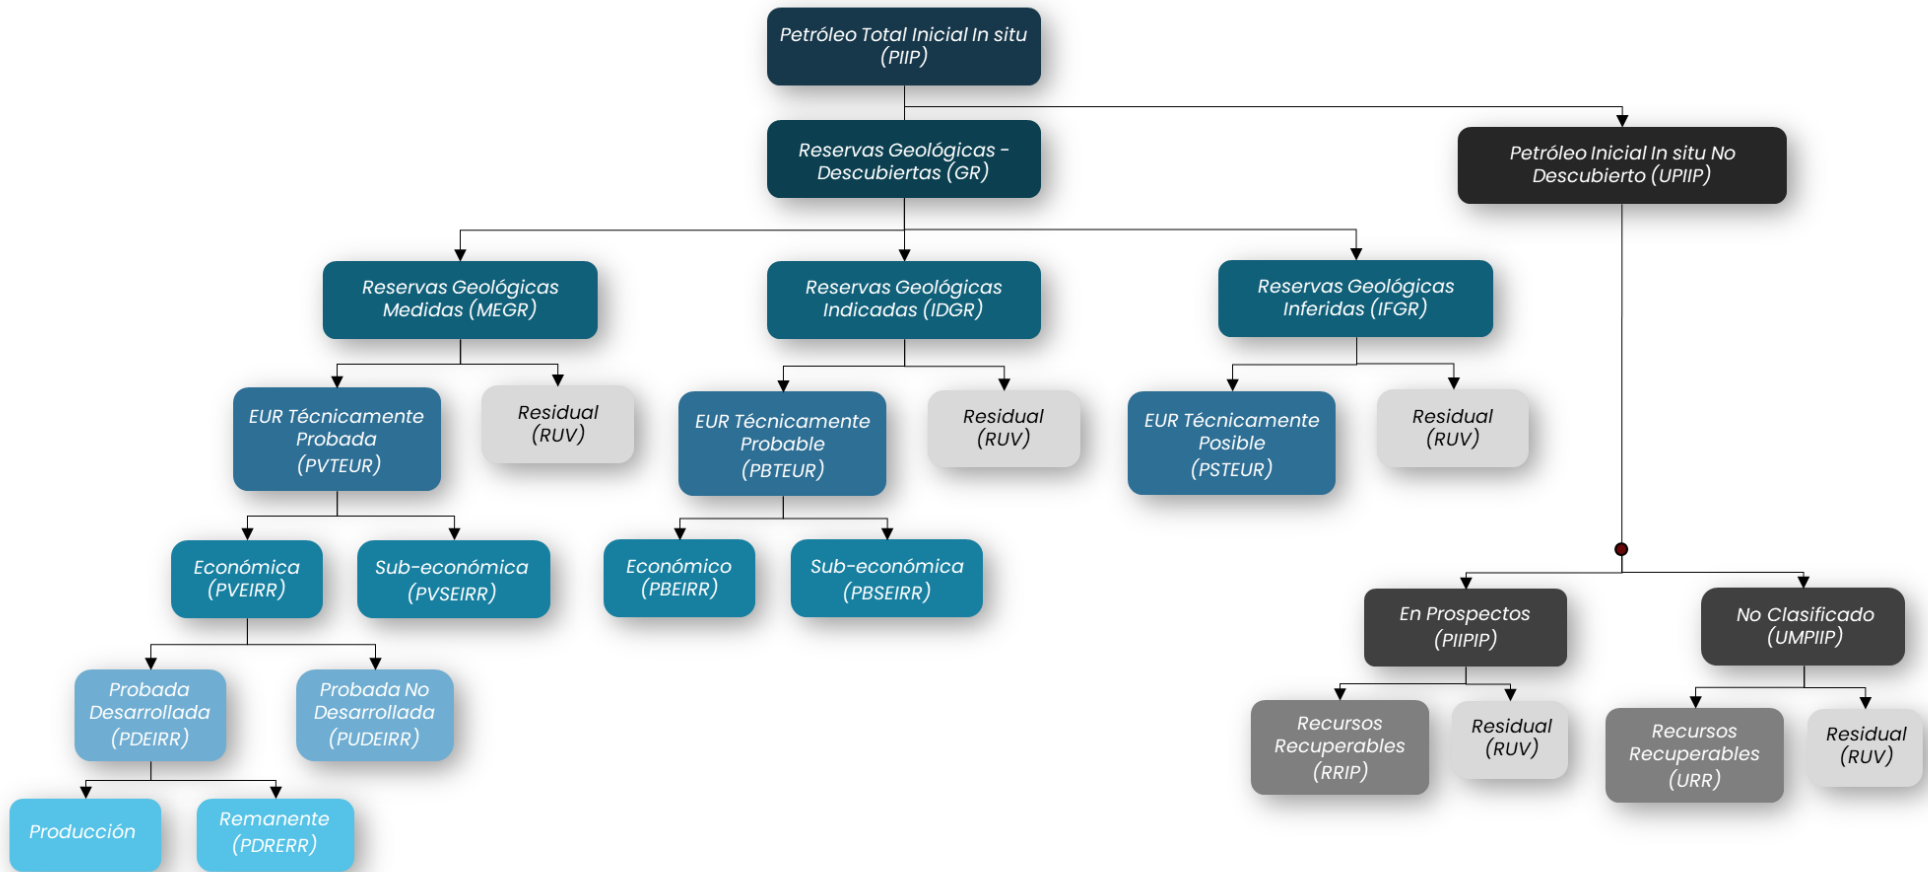 Petróleo Total Inicial In situ
(PIIP)
Reservas Geológicas -
Descubiertas (GR)
Petróleo Inicial In situ No
Descubierto (UPIIP)
Reservas Geológicas
Medidas (MEGR)
Reservas Geológicas
Indicadas (IDGR)
Reservas Geológicas
Inferidas (IFGR)
EUR Técnicamente
Probada
(PVTEUR)
Residual
(RUV)
EUR Técnicamente
Probable
(PBTEUR)
Residual
(RUV)
EUR Técnicamente
Posible
(PSTEUR)
Residual
(RUV)
Económica
(PVEIRR)
Sub-económica
(PVSEIRR)
Económico
(PBEIRR)
Sub-económica
(PBSEIRR)
En Prospectos
(PIIPIP)
No Clasificado
(UMPIIP)
Probada
Desarrollada
(PDEIRR)
Probada No
Desarrollada
(PUDEIRR)
Recursos
Recuperables
(RRIP)
Residual
(RUV)
Recursos
Recuperables
(URR)
Residual
(RUV)
Producción
Remanente
(PDRERR)